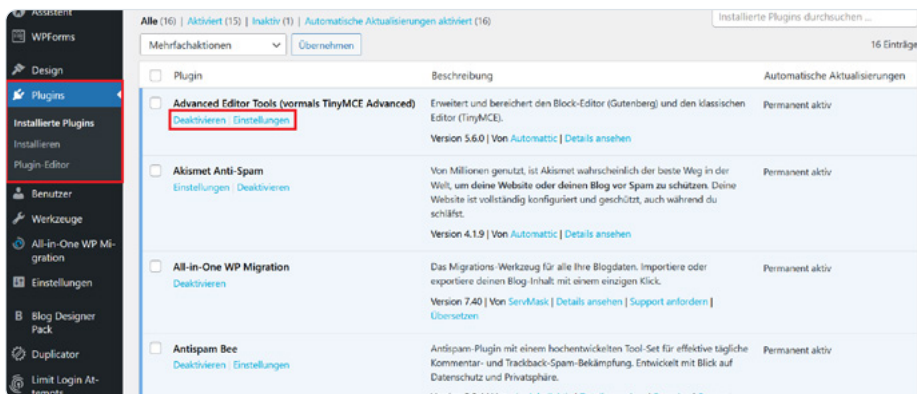 Assistent
WPForms
Design
Plugins
Installierte Plugins
Installieren
Plugin-Editor
Benutzer
Werkzeuge
All-in-One WP Mi-
gration
Einstellungen
Blog Designer
Pack
Duplicator
Limit Login At-
tempts
Alle (16) | Aktiviert (15) | Inaktiv (1) | Automatische Aktualisierungen aktiviert (16)
Installierte Plugins durchsuchen ...
Mehrfachaktionen
Übernehmen
16 Einträge
Plugin
Beschreibung
Automatische Aktualisierungen
Advanced Editor Tools (vormals TinyMCE Advanced)
Deaktivieren | Einstellungen
Erweitert und bereichert den Block-Editor (Gutenberg) und den klassischen
Editor (TinyMCE).
Version 5.6.0 | Von Automattic | Details ansehen
Permanent aktiv
Akismet Anti-Spam
Einstellungen | Deaktivieren
Von Millionen genutzt, ist Akismet wahrscheinlich der beste Weg in der
Welt, um deine Website oder deinen Blog vor Spam zu schützen. Deine
Website ist vollständig konfiguriert und geschützt, auch während du
schläfst.
Version 4.1.9 | Von Automattic | Details ansehen
Permanent aktiv
All-in-One WP Migration
Deaktivieren
Das Migrations-Werkzeug für alle Ihre Blogdaten. Importiere oder
exportiere deinen Blog-Inhalt mit einem einzigen Klick.
Version 7.40 | Von ServMask | Details ansehen | Support anfordern |
Übersetzen
Permanent aktiv
Antispam Bee
Deaktivieren | Einstellungen
Antispam-Plugin mit einem hochentwickelten Tool-Set für effektive tägliche
Kommentar- und Trackback-Spam-Bekämpfung. Entwickelt mit Blick auf
Datenschutz und Privatsphäre.
Permanent aktiv